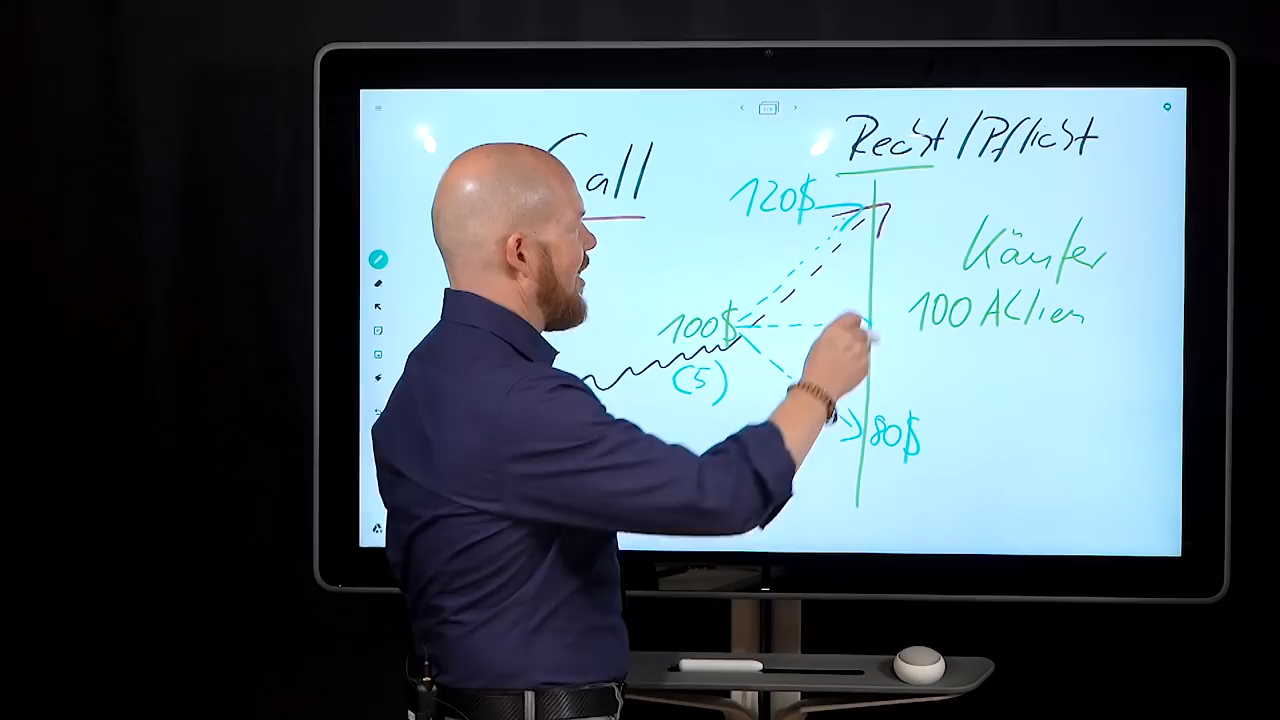 Call
Recht/Pflicht
120$
Käufer
100 Aktien
100$
(5)
80$